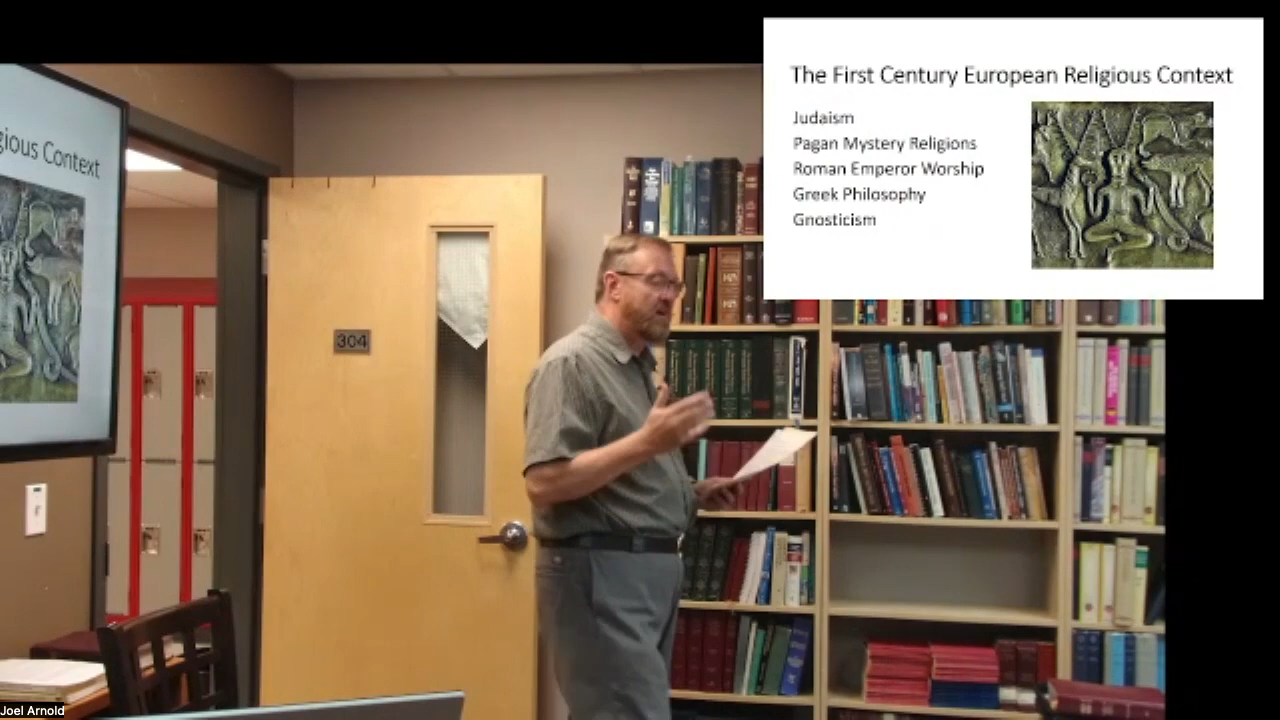 The First Century European Religious Context
Judaism
Pagan Mystery Religions
Roman Emperor Worship
Greek Philosophy
Gnosticism
gious Context
304
Joel Arnold